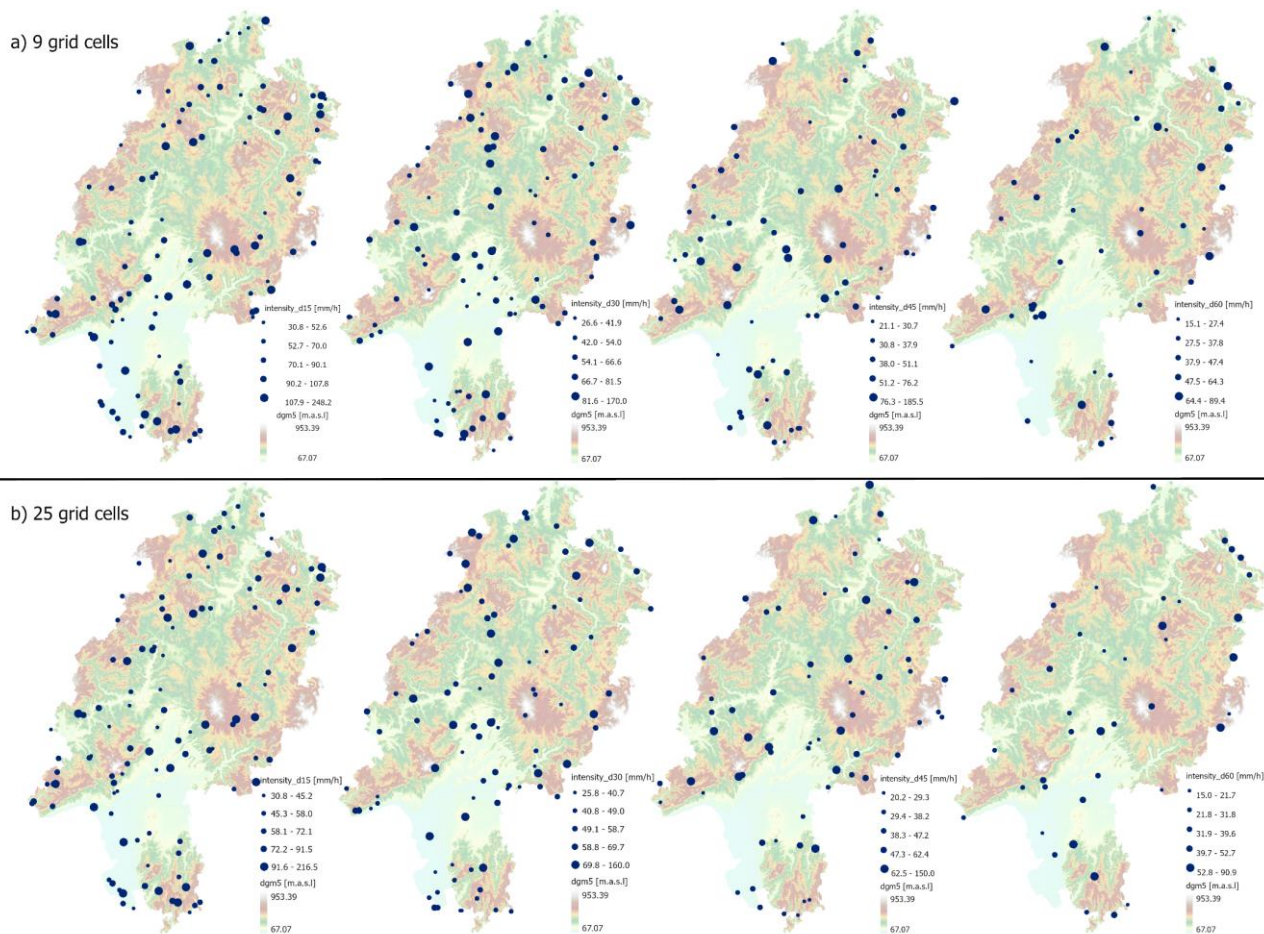 a) 9 grid cells
intensity_d15 [mm/h]
30.8 - 52.6
52.7 - 70.0
70.1 - 90.1
90.2 - 107.8
107.9 - 248.2
dgm5 [m.a.s.l]
953.39
67.07
intensity_d30 [mm/h]
26.6 - 41.9
42.0 - 54.0
54.1 - 66.6
66.7 - 81.5
81.6 - 170.0
dgm5 [m.a.s.l]
953.39
67.07
intensity_d45 [mm/h]
21.1 - 30.7
30.8 - 37.9
38.0 - 51.1
51.2 - 76.2
76.3 - 185.5
dgm5 [m.a.s.l]
953.39
67.07
intensity_d60 [mm/h]
15.1 - 27.4
27.5 - 37.8
37.9 - 47.4
47.5 - 64.3
64.4 - 89.4
dgm5 [m.a.s.l]
953.39
67.07
b) 25 grid cells
intensity_d15 [mm/h]
30.8 - 45.2
45.3 - 58.0
58.1 - 72.1
72.2 - 91.5
91.6 - 216.5
dgm5 [m.a.s.l]
953.39
67.07
intensity_d30 [mm/h]
25.8 - 40.7
40.8 - 49.0
49.1 - 58.7
58.8 - 69.7
69.8 - 160.0
dgm5 [m.a.s.l]
953.39
67.07
intensity_d45 [mm/h]
20.2 - 29.3
29.4 - 38.2
38.3 - 47.2
47.3 - 62.4
62.5 - 150.0
dgm5 [m.a.s.l]
953.39
67.07
intensity_d60 [mm/h]
15.0 - 21.7
21.8 - 31.8
31.9 - 39.6
39.7 - 52.7
52.8 - 90.9
dgm5 [m.a.s.l]
953.39
67.07